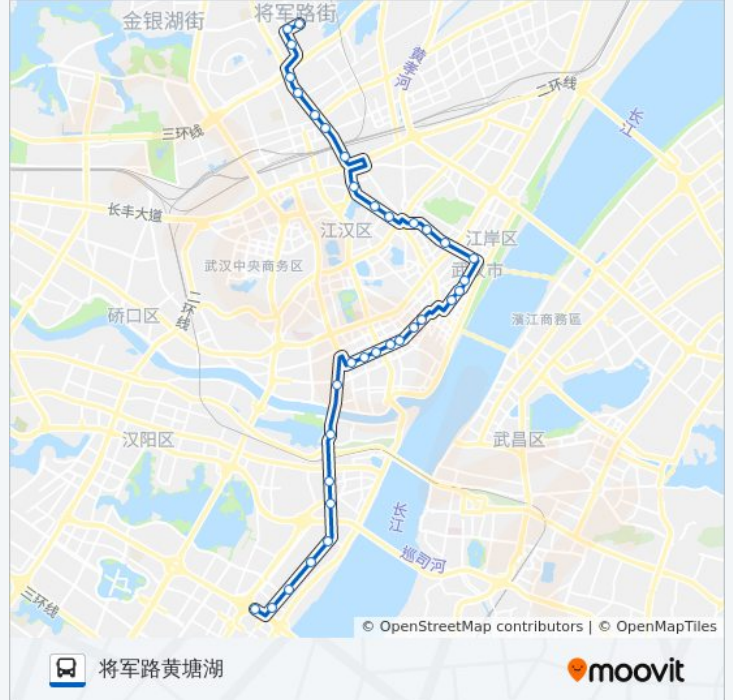 金银湖街
将军路街
黄孝河
二环线
长江
三环线
长丰大道
江汉区
江岸区
武汉中央商务区
武汉市
二环线
硚口区
濱江商務區
汉阳区
武昌区
长江
巡司河
三环线
© OpenStreetMap contributors | © OpenMapTiles
将军路黄塘湖
moovit